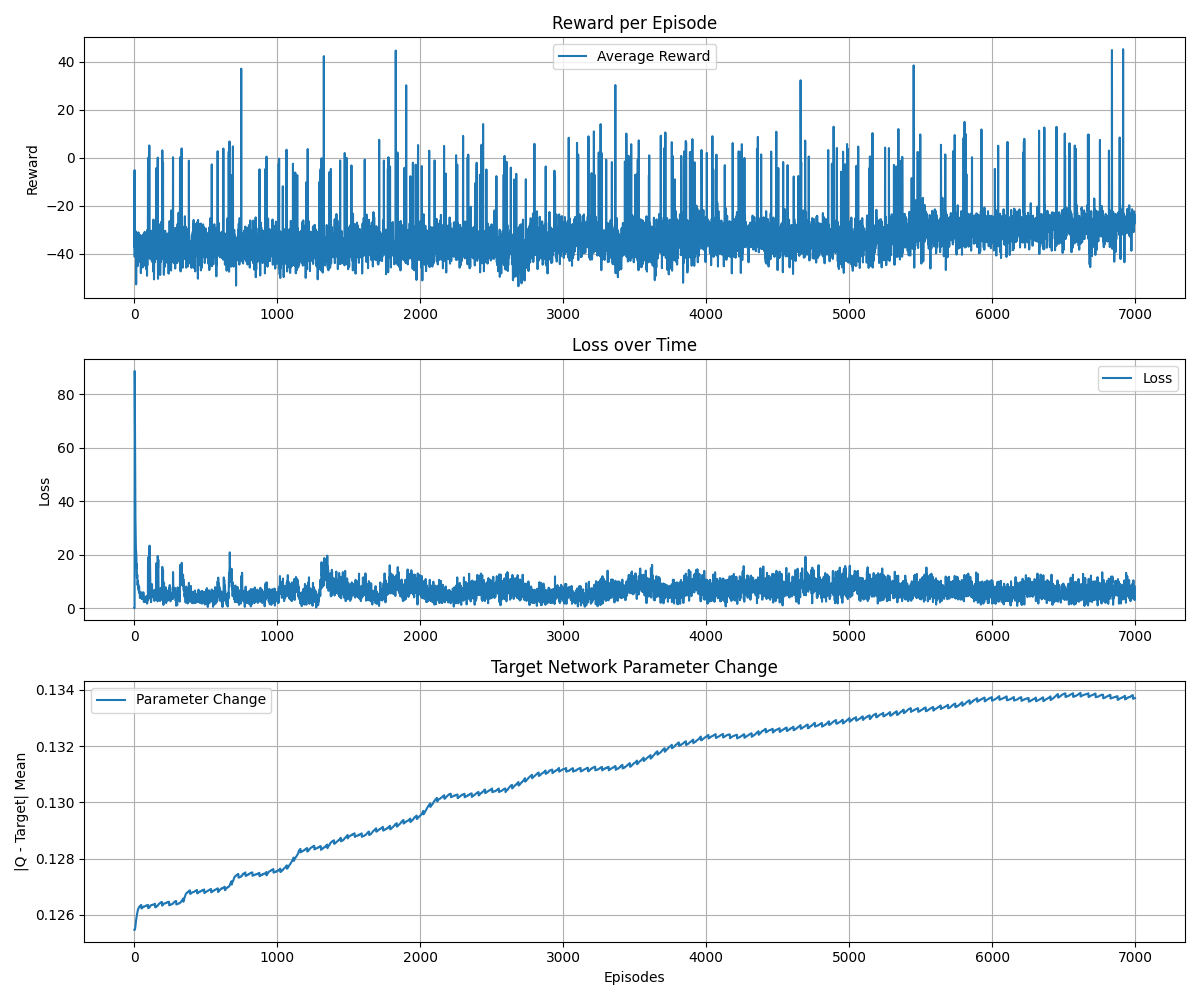 Reward per Episode
Average Reward
Reward
40
20
0
−20
−40
0 1000 2000 3000 4000 5000 6000 7000
Loss over Time
Loss
Loss
80
60
40
20
0
0 1000 2000 3000 4000 5000 6000 7000
Target Network Parameter Change
Parameter Change
|Q - Target| Mean
0.134
0.132
0.130
0.128
0.126
0 1000 2000 3000 4000 5000 6000 7000
Episodes